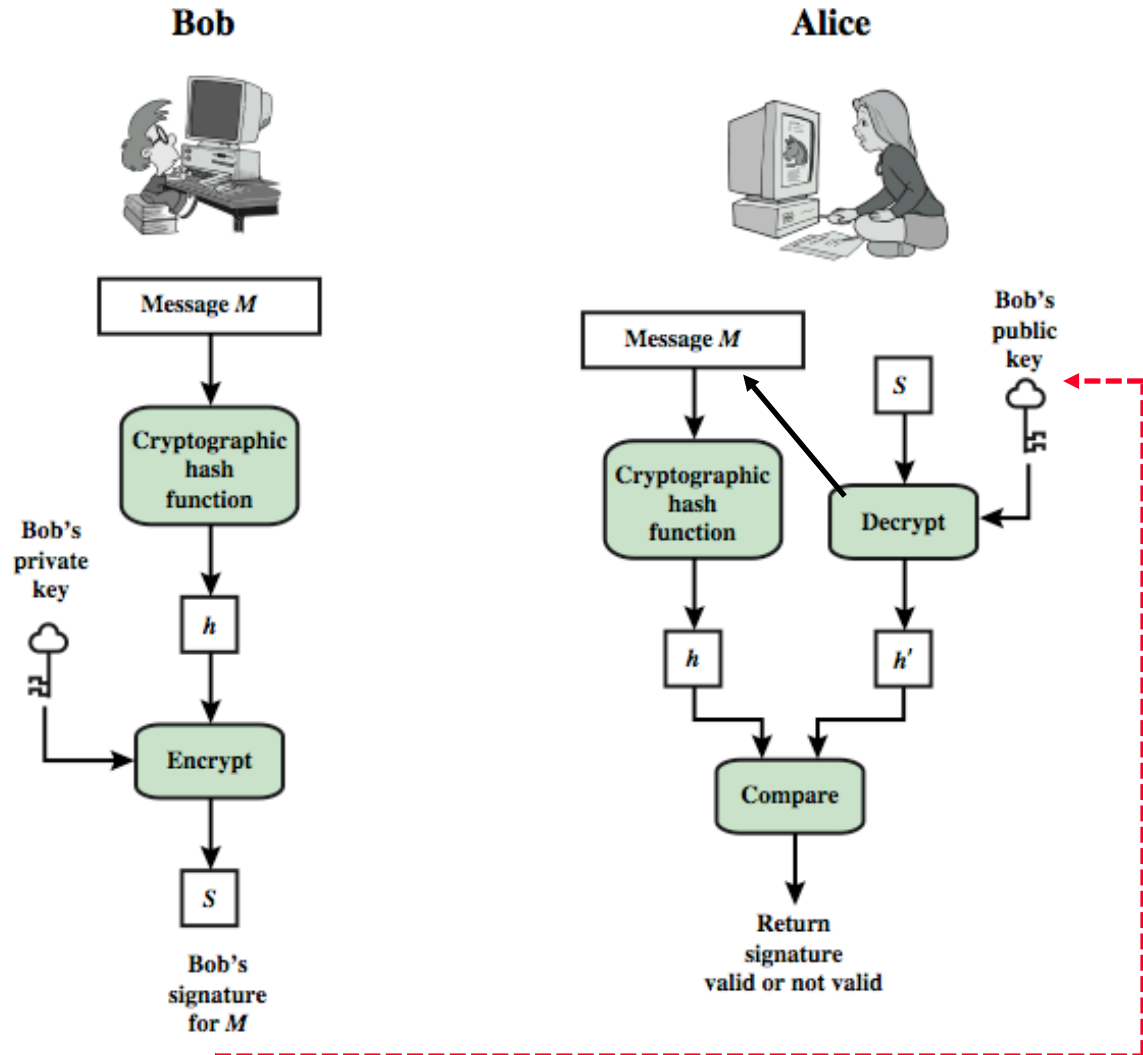 Bob
Alice
Message M
Cryptographic
hash
function
Bob's
private
key
h
Encrypt
S
Bob's
signature
for M
Message M
Bob's
public
key
S
Cryptographic
hash
function
Decrypt
h
h′
Compare
Return
signature
valid or not valid